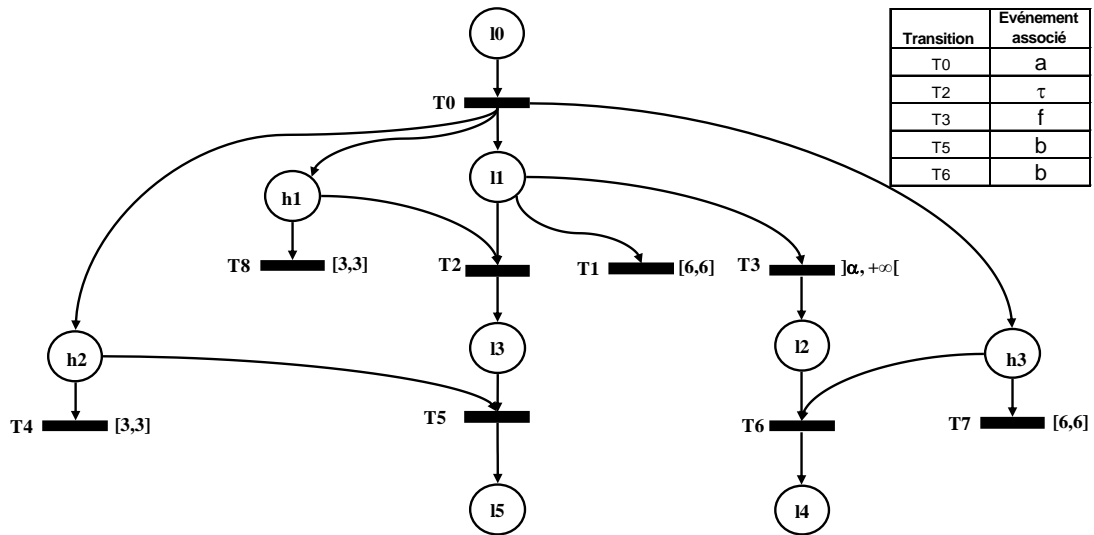 l0
Transition Evénement associé
T0 a
T2 τ
T3 f
T5 b
T6 b
T0
h1
l1
T8 [3,3]
T2
T1 [6,6]
T3 ]α, +∞[
h2
l3
l2
h3
T4 [3,3]
T5
T6
T7 [6,6]
l5
l4